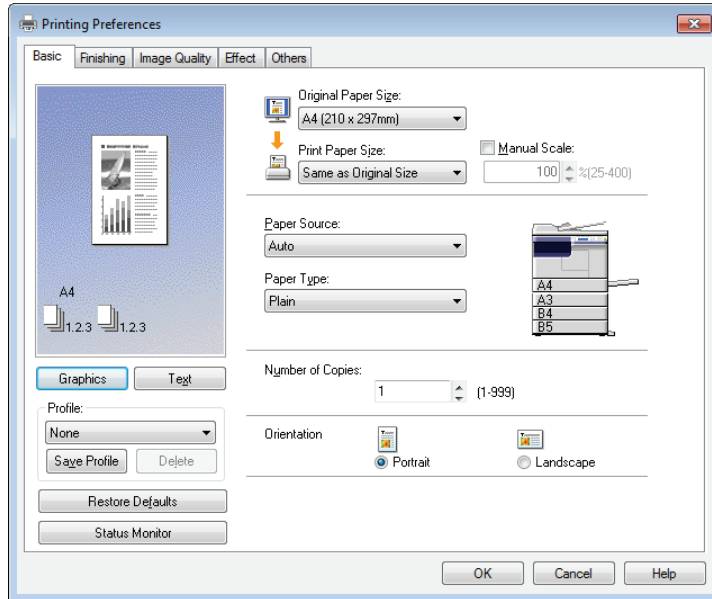 Printing Preferences
Basic Finishing Image Quality Effect Others
Original Paper Size:
A4 (210 x 297mm)
Print Paper Size:
Same as Original Size
Manual Scale:
100 %(25-400)
A4
1.2.3 1.2.3
Paper Source:
Auto
Paper Type:
Plain
A4
A3
B4
B5
Graphics Text
Number of Copies:
1 (1-999)
Profile:
None
Save Profile Delete
Orientation
Portrait Landscape
Restore Defaults
Status Monitor
OK Cancel Help